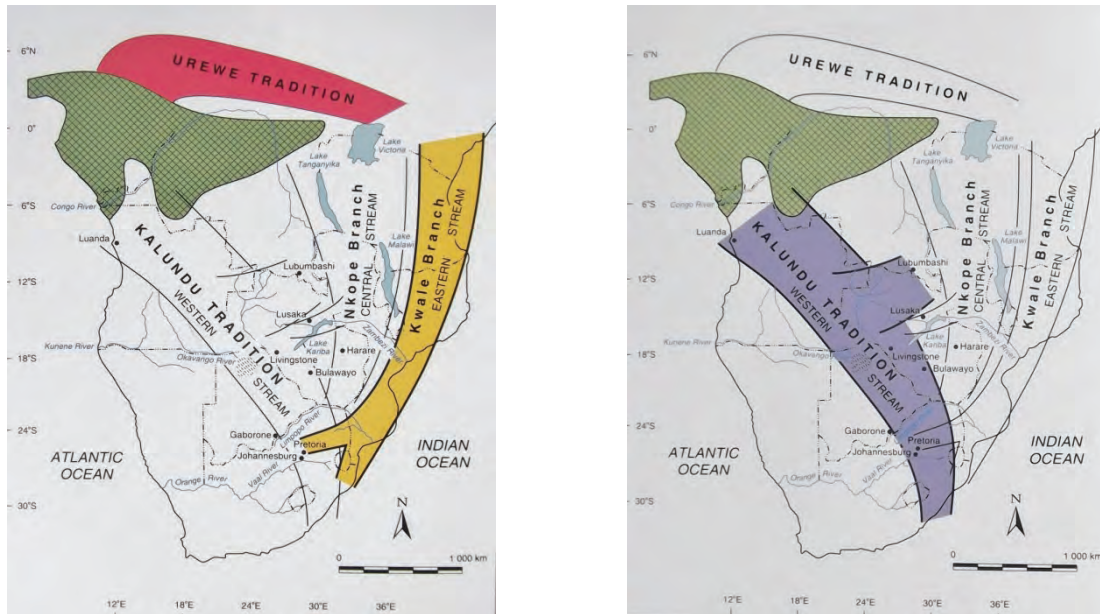 6°N
UREWE TRADITION
0°
Lake Victoria
Lake Tanganyika
Congo River
6°S
Luanda
KALUNDU TRADITION
WESTERN STREAM
Nkope Branch
CENTRAL STREAM
Kwale Branch
EASTERN STREAM
Lake Malawi
12°S
Lubumbashi
Lusaka
Zambezi River
Lake Kariba
Harare
18°S
Kunene River
Okavango River
Livingstone
Bulawayo
24°S
Gaborone
Limpopo River
Pretoria
Johannesburg
ATLANTIC OCEAN
INDIAN OCEAN
Vaal River
Orange River
30°S
N
0
1 000 km
12°E
18°E
24°E
30°E
36°E
6°N
UREWE TRADITION
0°
Lake Victoria
Lake Tanganyika
Congo River
6°S
Luanda
KALUNDU TRADITION
WESTERN STREAM
Nkope Branch
CENTRAL STREAM
Kwale Branch
EASTERN STREAM
Lake Malawi
12°S
Lubumbashi
Lusaka
Zambezi River
Lake Kariba
Harare
18°S
Kunene River
Okavango River
Livingstone
Bulawayo
24°S
Gaborone
Pretoria
Johannesburg
ATLANTIC OCEAN
INDIAN OCEAN
Vaal River
Orange River
30°S
N
0
1 000 km
12°E
18°E
24°E
30°E
36°E